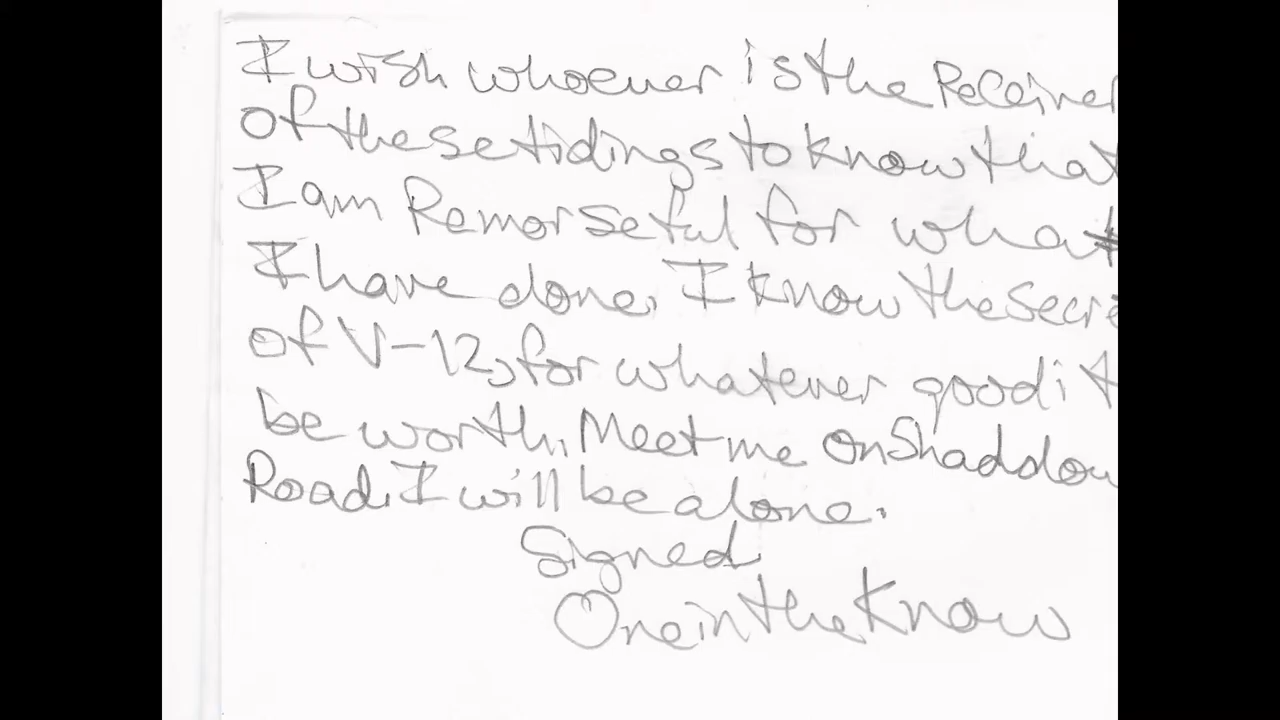 I wish whoever is the Receiver
of these tidings to know that
I am Remorseful for what
I have done. I know the secre
of V-12, for whatever good it
be worth. Meet me On Shaddow
Road. I will be alone.
Signed
One in the Know